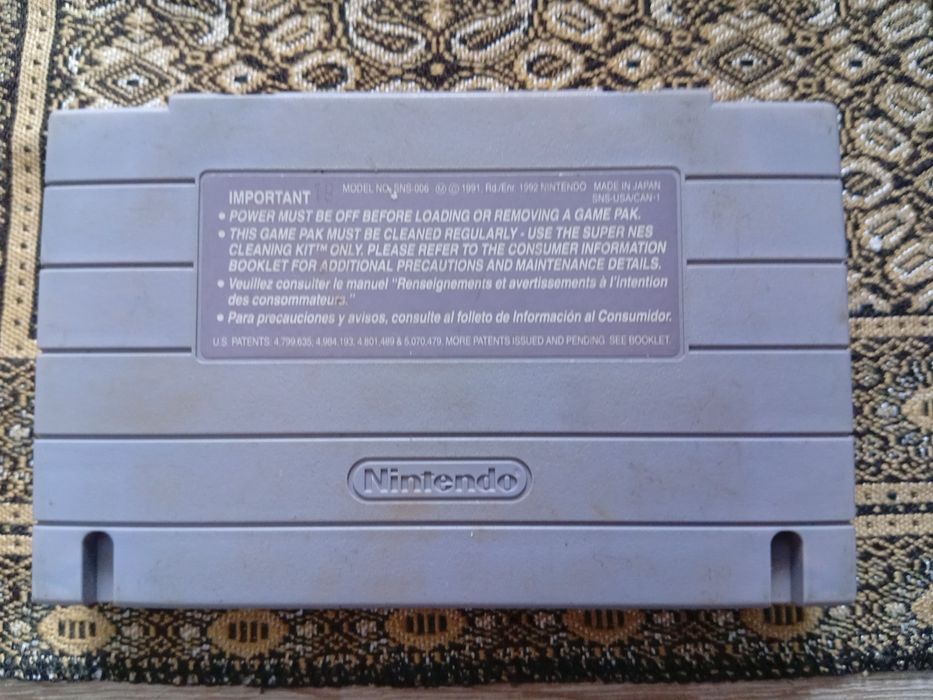 MODEL NO. SNS-006 Ⓜ © 1991, Rd./Enr. 1992 NINTENDO MADE IN JAPAN
IMPORTANT SNS-USA/CAN-1
● POWER MUST BE OFF BEFORE LOADING OR REMOVING A GAME PAK.
● THIS GAME PAK MUST BE CLEANED REGULARLY - USE THE SUPER NES
CLEANING KIT™ ONLY. PLEASE REFER TO THE CONSUMER INFORMATION
BOOKLET FOR ADDITIONAL PRECAUTIONS AND MAINTENANCE DETAILS.
● Veuillez consulter le manuel "Renseignements et avertissements à l'intention
des consommateurs."
● Para precauciones y avisos, consulte al folleto de Información al Consumidor.
U.S. PATENTS 4,799,635, 4,984,193, 4,801,489 & 5,070,479, MORE PATENTS ISSUED AND PENDING SEE BOOKLET.
Nintendo